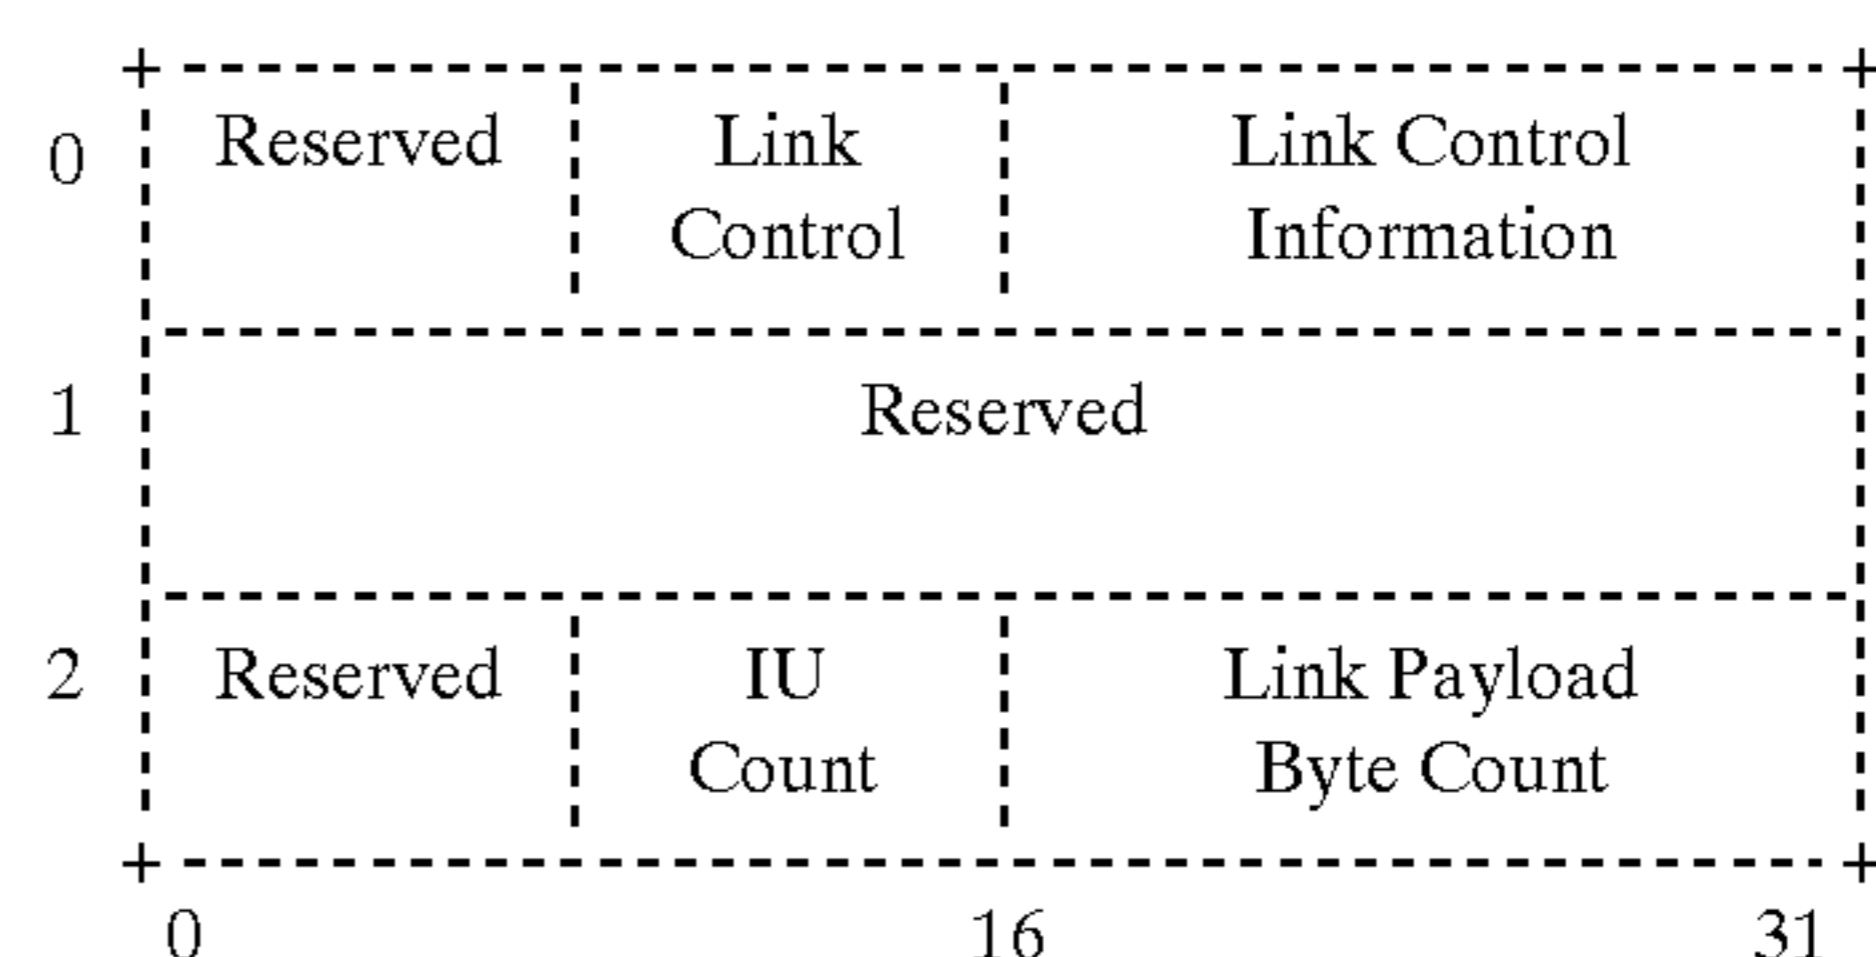 0 Reserved Link Link Control
Control Information
1 Reserved
2 Reserved IU Link Payload
Count Byte Count
0 16 31